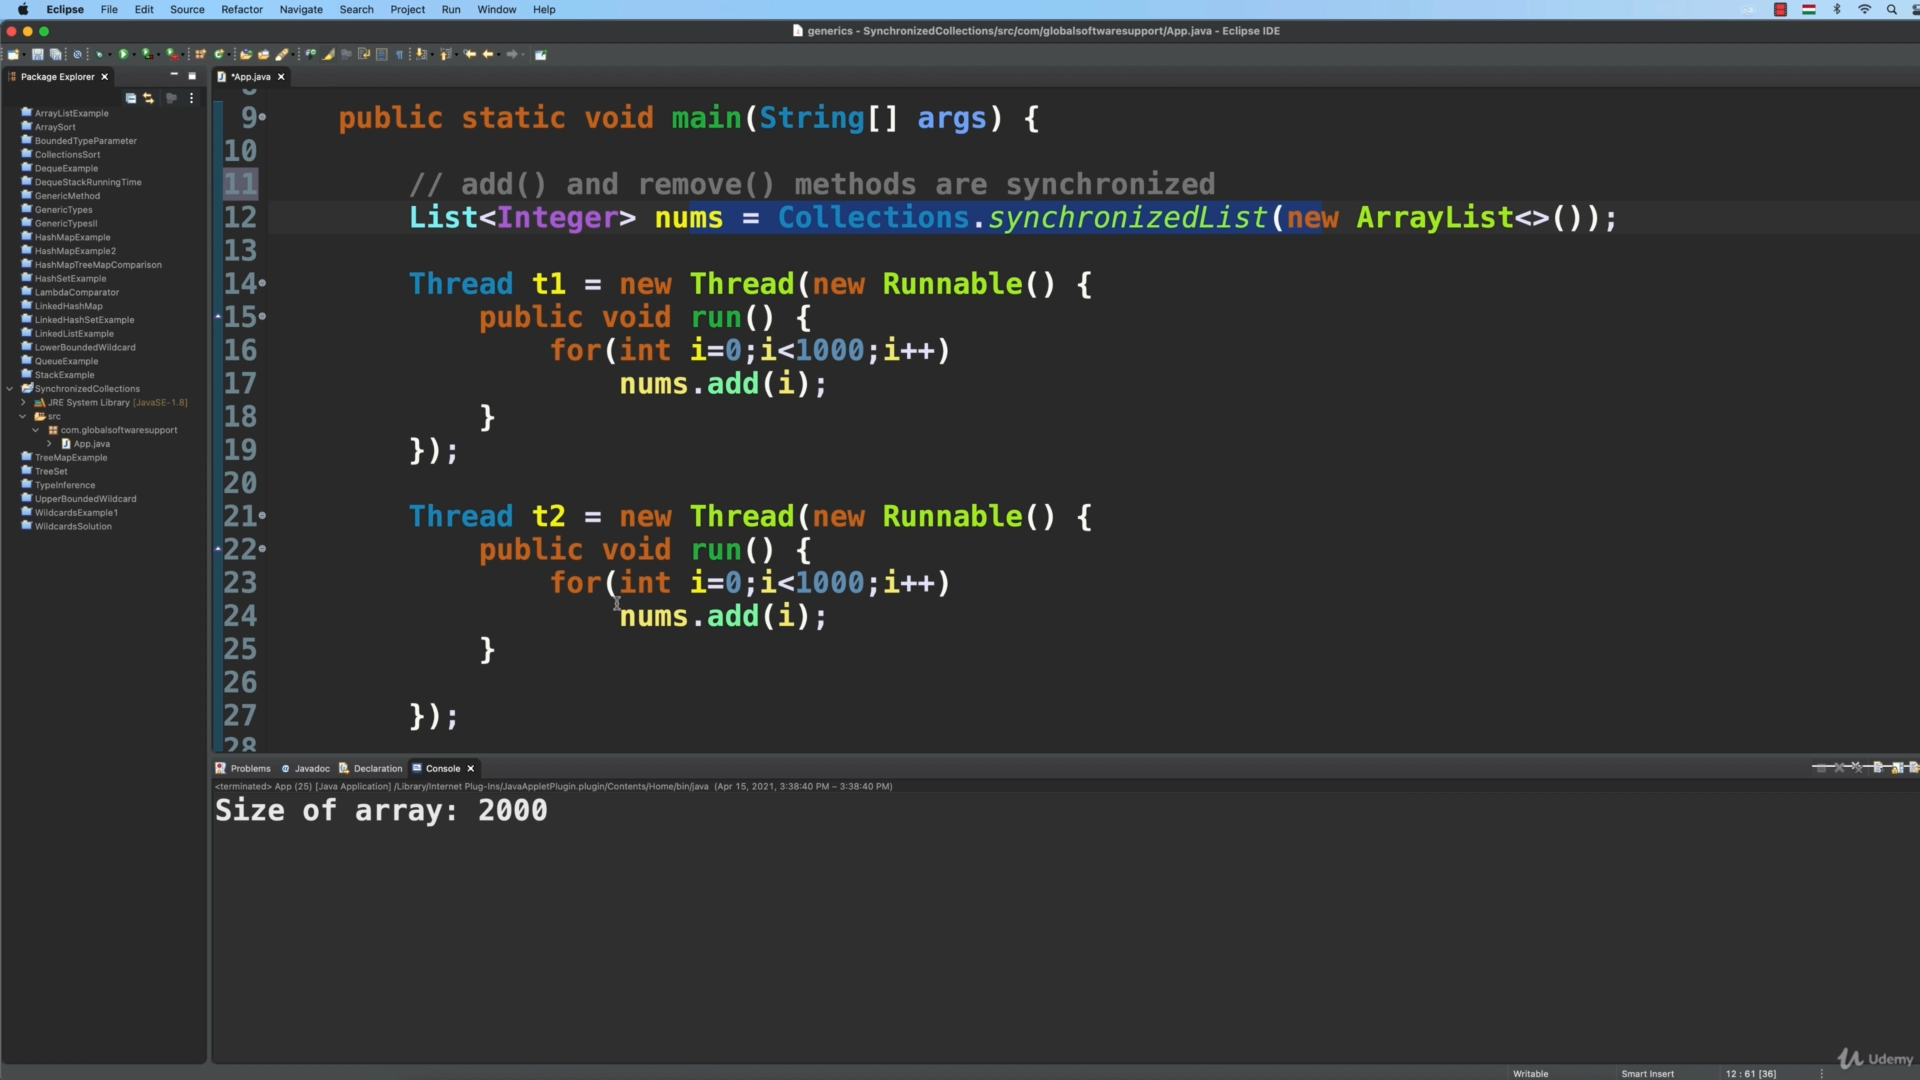 Eclipse File Edit Source Refactor Navigate Search Project Run Window Help
generics - SynchronizedCollections/src/com/globalsoftwaresupport/App.java - Eclipse IDE
Package Explorer
*App.java
ArrayListExample
ArraySort
BoundedTypeParameter
CollectionsSort
DequeExample
DequeStackRunningTime
GenericMethod
GenericTypes
GenericTypesII
HashMapExample
HashMapExample2
HashMapTreeMapComparison
HashSetExample
LambdaComparator
LinkedHashMap
LinkedHashSetExample
LinkedListExample
LowerBoundedWildcard
QueueExample
StackExample
SynchronizedCollections
JRE System Library [JavaSE-1.8]
src
com.globalsoftwaresupport
App.java
TreeMapExample
TreeSet
TypeInference
UpperBoundedWildcard
WildcardsExample1
WildcardsSolution
8
9 public static void main(String[] args) {
10
11 // add() and remove() methods are synchronized
12 List<Integer> nums = Collections.synchronizedList(new ArrayList<>());
13
14 Thread t1 = new Thread(new Runnable() {
15 public void run() {
16 for(int i=0;i<1000;i++)
17 nums.add(i);
18 }
19 });
20
21 Thread t2 = new Thread(new Runnable() {
22 public void run() {
23 for(int i=0;i<1000;i++)
24 nums.add(i);
25 }
26
27 });
28
Problems Javadoc Declaration Console
<terminated> App (25) [Java Application] /Library/Internet Plug-Ins/JavaAppletPlugin.plugin/Contents/Home/bin/java (Apr 15, 2021, 3:38:40 PM – 3:38:40 PM)
Size of array: 2000
Udemy
Writable Smart Insert 12 : 61 [36]